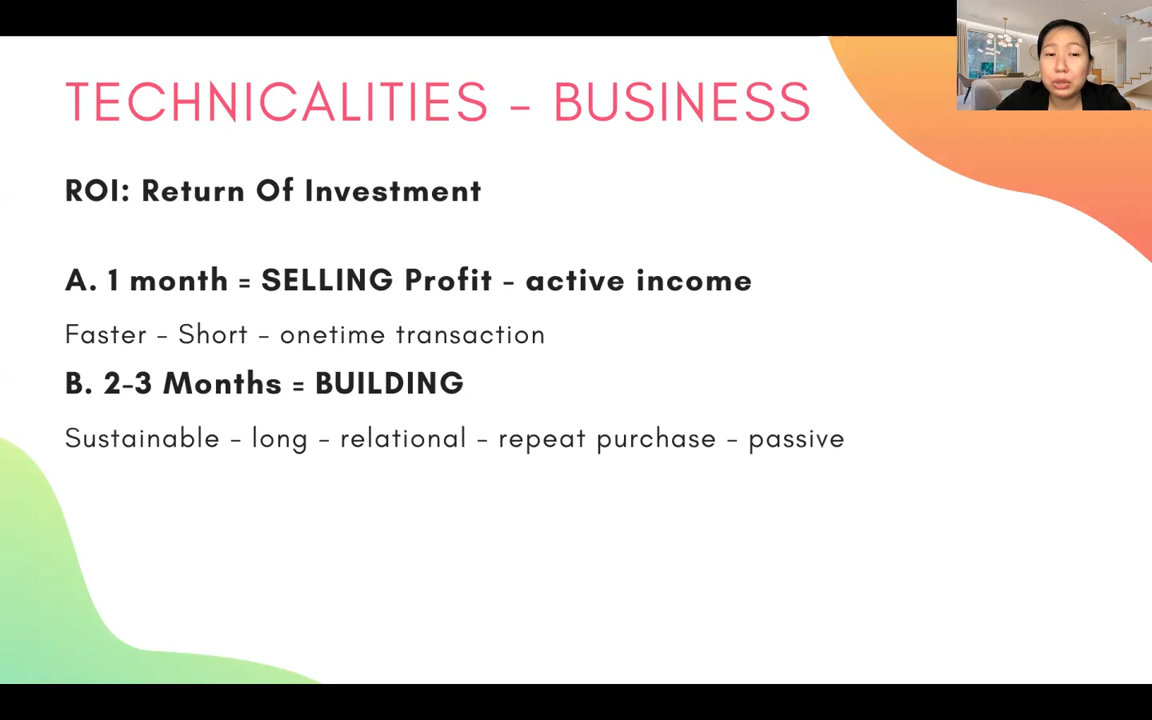 TECHNICALITIES - BUSINESS
ROI: Return Of Investment
A. 1 month = SELLING Profit - active income
Faster - Short - onetime transaction
B. 2-3 Months = BUILDING
Sustainable - long - relational - repeat purchase - passive